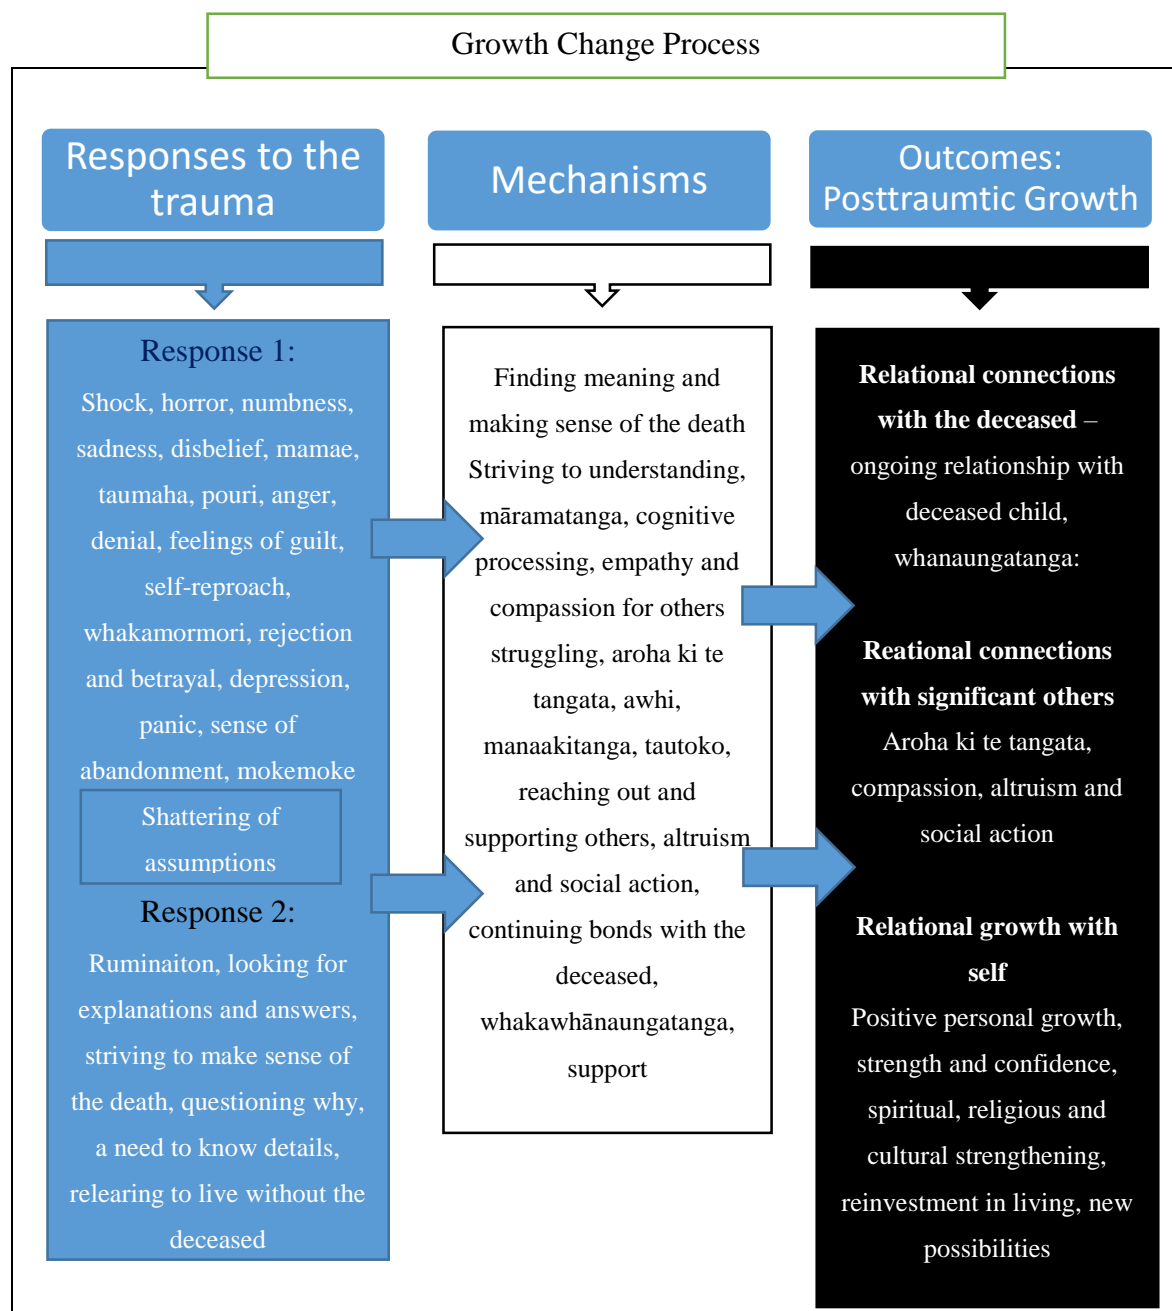 Growth Change Process
Responses to the
trauma
Mechanisms
Outcomes:
Posttraumtic Growth
Response 1:
Shock, horror, numbness,
sadness, disbelief, mamae,
taumaha, pouri, anger,
denial, feelings of guilt,
self-reproach,
whakamormori, rejection
and betrayal, depression,
panic, sense of
abandonment, mokemoke
Shattering of
assumptions
Response 2:
Ruminaiton, looking for
explanations and answers,
striving to make sense of
the death, questioning why,
a need to know details,
relearing to live without the
deceased
Finding meaning and
making sense of the death
Striving to understanding,
māramatanga, cognitive
processing, empathy and
compassion for others
struggling, aroha ki te
tangata, awhi,
manaakitanga, tautoko,
reaching out and
supporting others, altruism
and social action,
continuing bonds with the
deceased,
whakawhānaungatanga,
support
Relational connections
with the deceased –
ongoing relationship with
deceased child,
whanaungatanga:
Reational connections
with significant others
Aroha ki te tangata,
compassion, altruism and
social action
Relational growth with
self
Positive personal growth,
strength and confidence,
spiritual, religious and
cultural strengthening,
reinvestment in living, new
possibilities